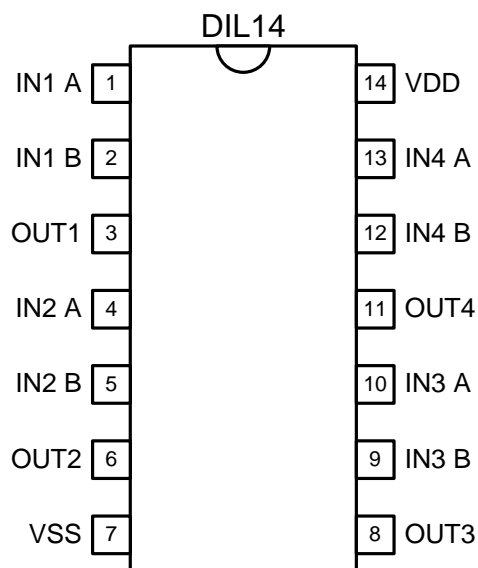 DIL14
IN1 A 1 14 VDD
IN1 B 2 13 IN4 A
OUT1 3 12 IN4 B
IN2 A 4 11 OUT4
IN2 B 5 10 IN3 A
OUT2 6 9 IN3 B
VSS 7 8 OUT3